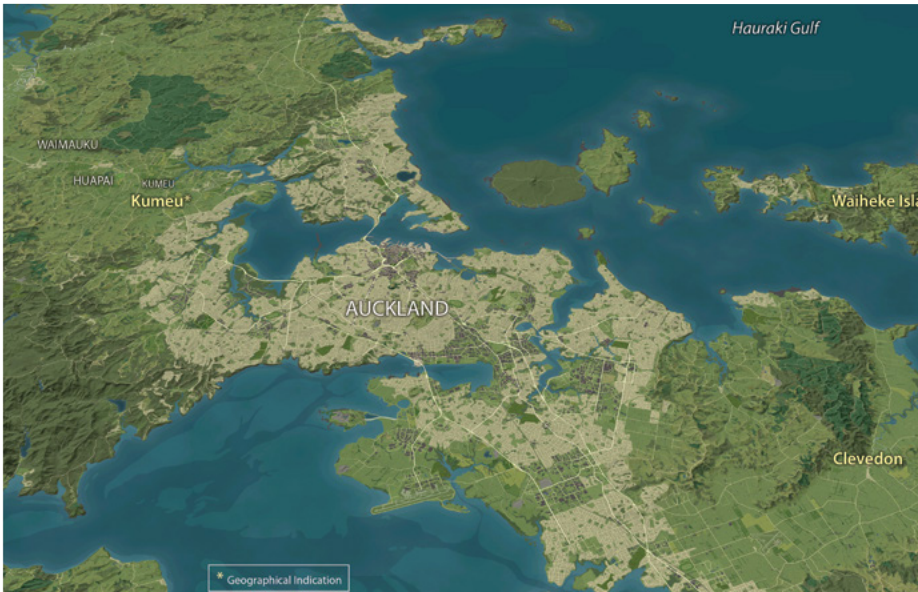 Hauraki Gulf
WAIMAUKU
HUAPAI
KUMEU
Kumeu*
Waiheke Isla
AUCKLAND
Clevedon
* Geographical Indication